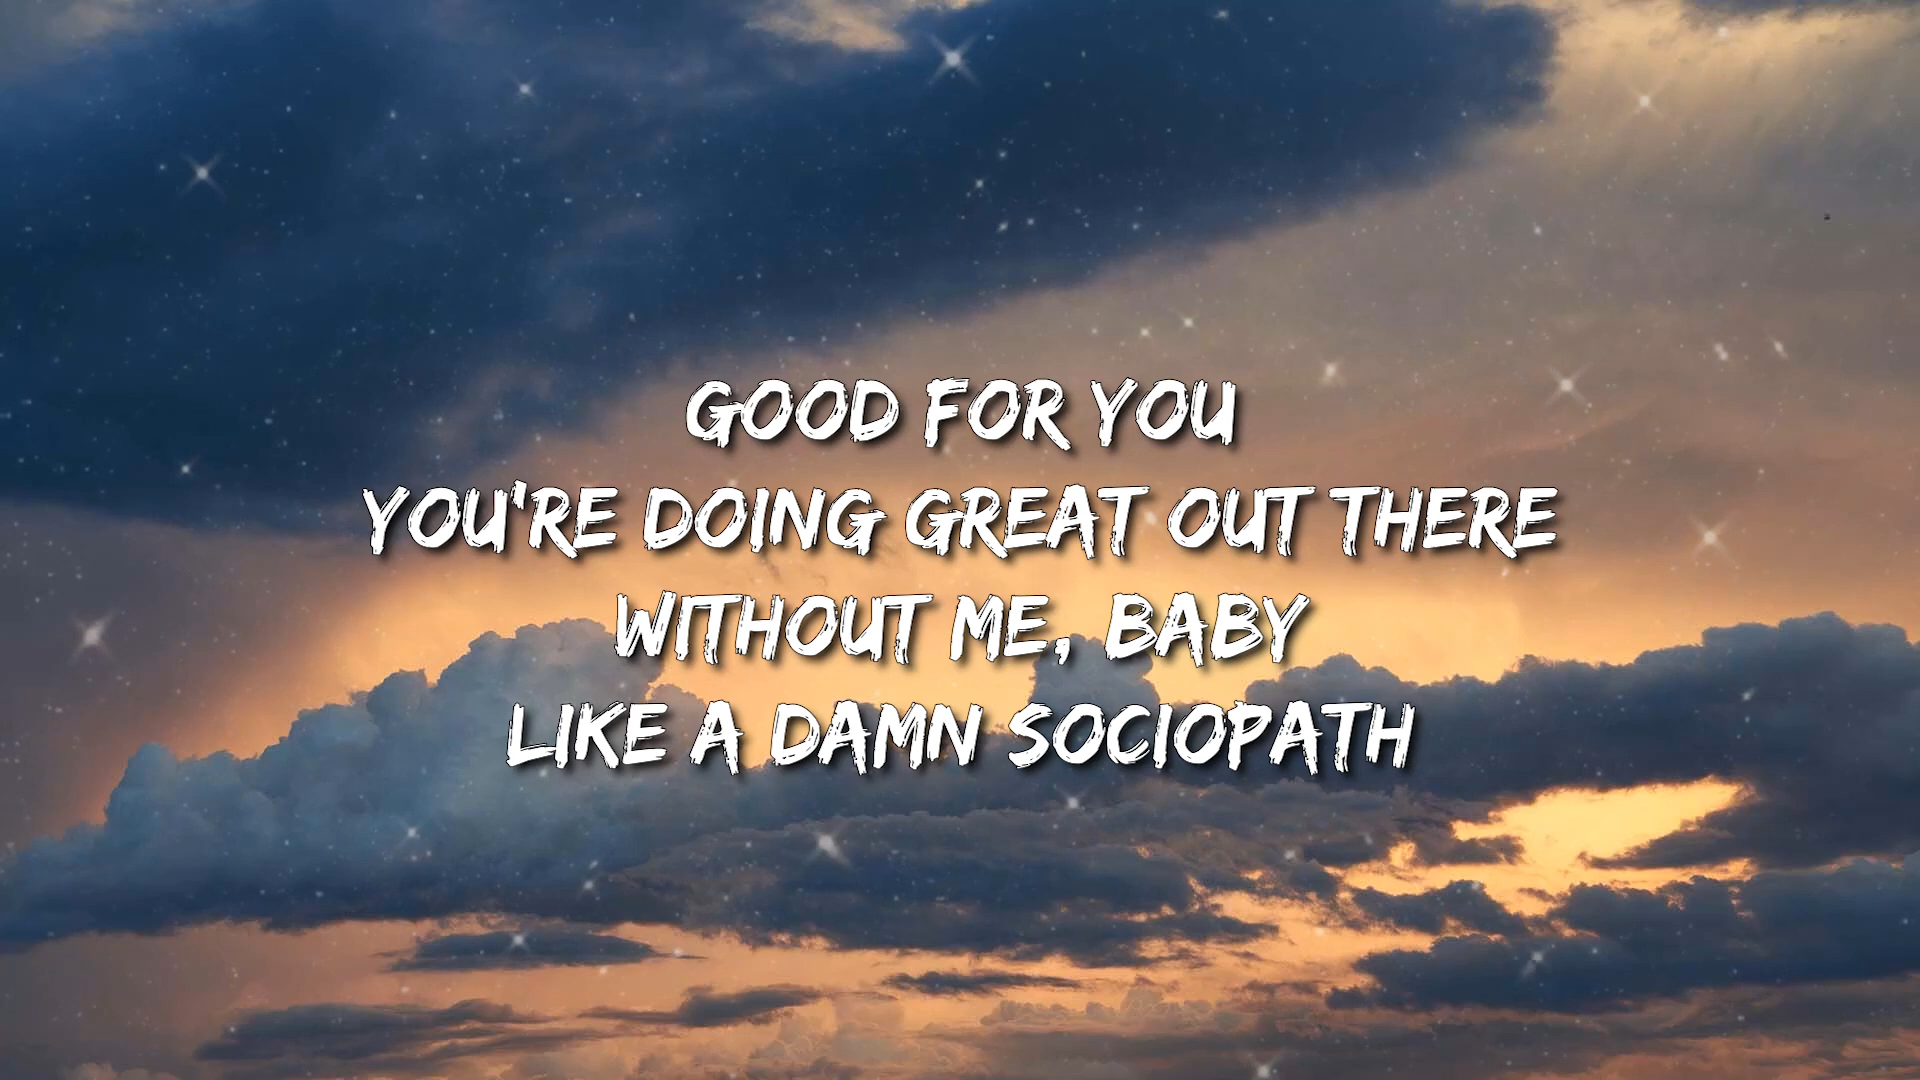 GOOD FOR YOU
YOU'RE DOING GREAT OUT THERE
WITHOUT ME, BABY
LIKE A DAMN SOCIOPATH